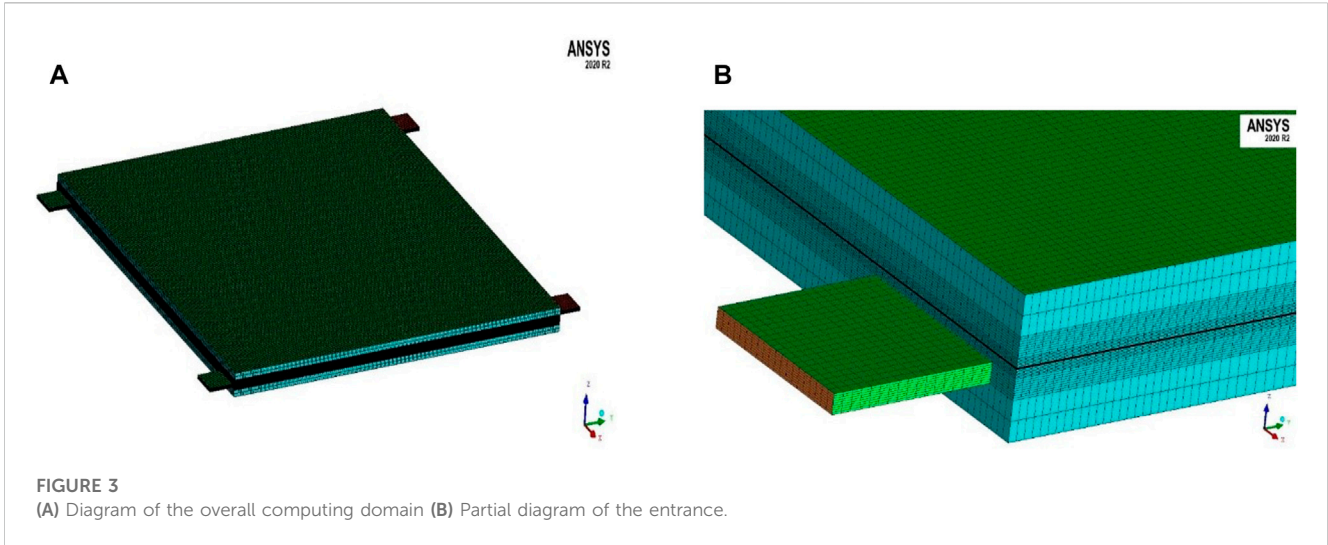 A
ANSYS
2020 R2
B
ANSYS
2020 R2
Z
Y
X
Z
Y
X
FIGURE 3
(A) Diagram of the overall computing domain (B) Partial diagram of the entrance.